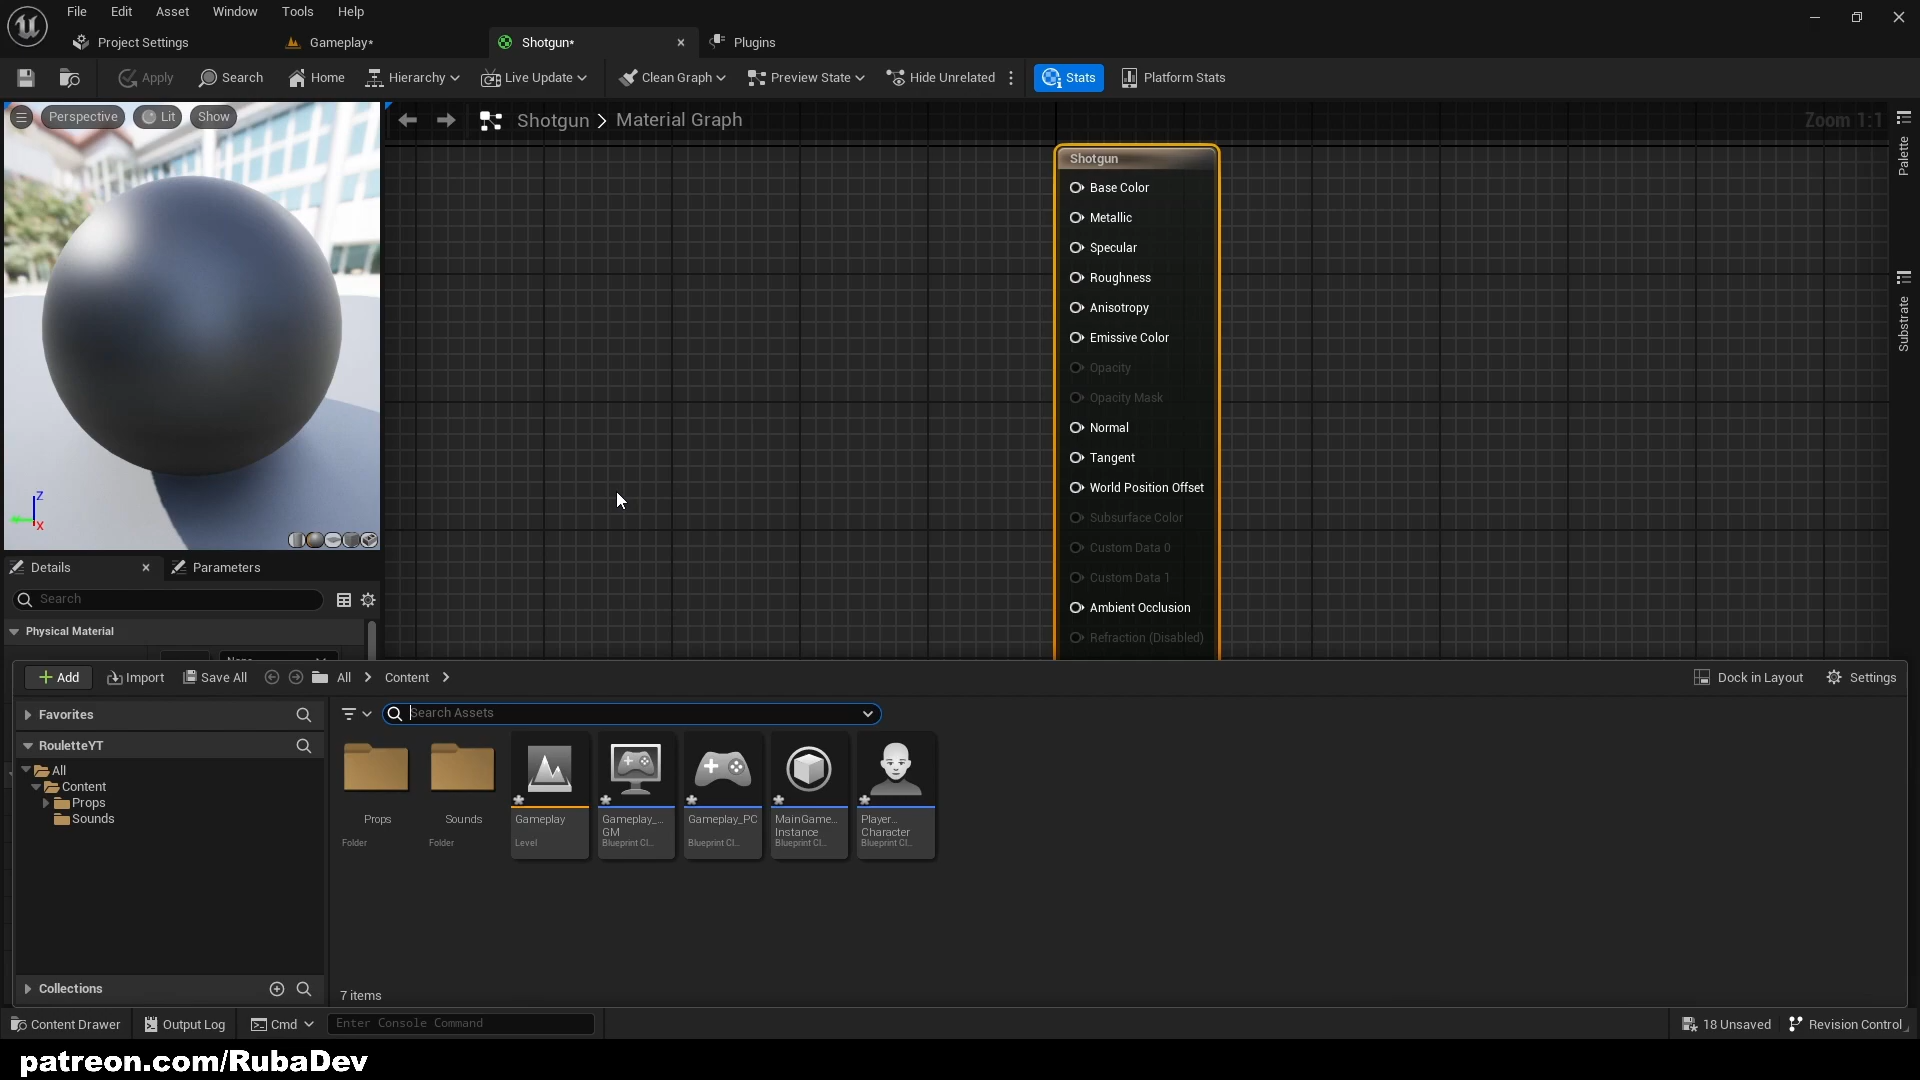 File Edit Asset Window Tools Help
Project Settings Gameplay* Shotgun* Plugins
Apply Search Home Hierarchy Live Update Clean Graph Preview State Hide Unrelated Stats Platform Stats
Perspective Lit Show
Shotgun > Material Graph
Zoom 1:1
Palette
Substrate
Shotgun
Base Color
Metallic
Specular
Roughness
Anisotropy
Emissive Color
Opacity
Opacity Mask
Normal
Tangent
World Position Offset
Subsurface Color
Custom Data 0
Custom Data 1
Ambient Occlusion
Refraction (Disabled)
Z
X
Details Parameters
Search
Physical Material
Add Import Save All All > Content >
Dock in Layout Settings
Favorites
Search Assets
RouletteYT
All
Content
Props
Sounds
Props
Folder
Sounds
Folder
Gameplay
Level
Gameplay_...
GM
Blueprint Cl...
Gameplay_PC
Blueprint Cl...
MainGame...
Instance
Blueprint Cl...
Player...
Character
Blueprint Cl...
Collections
7 items
Content Drawer Output Log Cmd Enter Console Command
18 Unsaved Revision Control
patreon.com/RubaDev